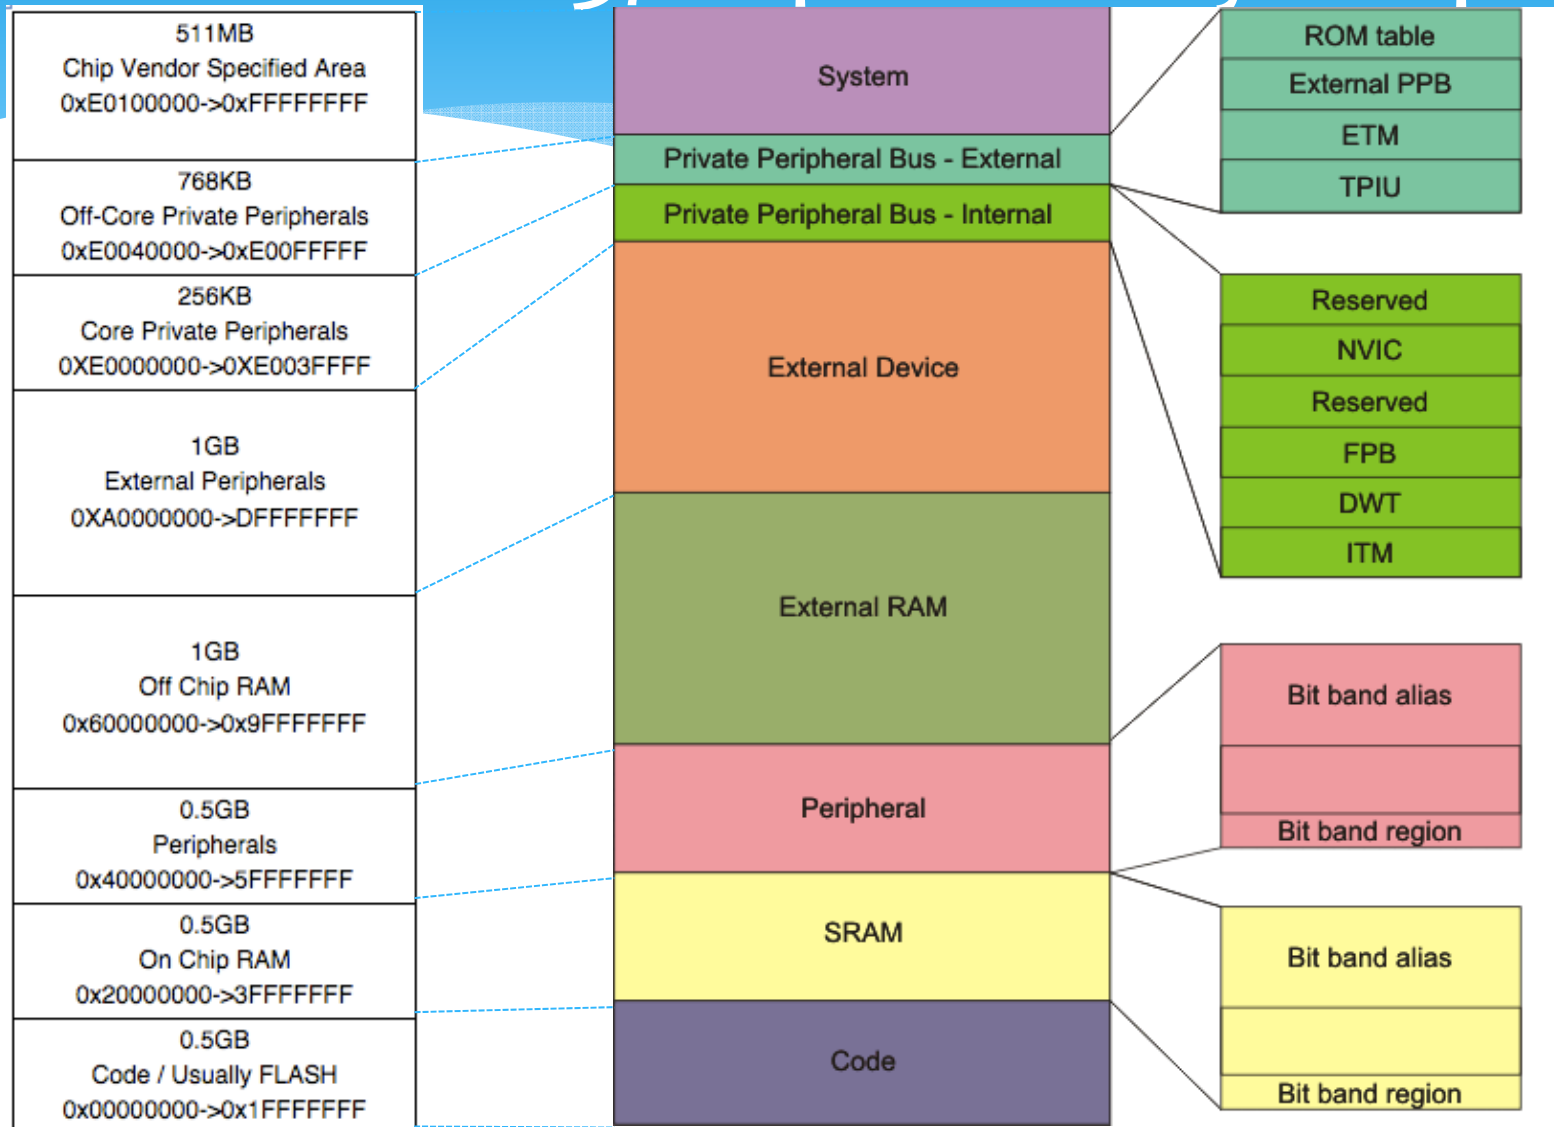 511MB
Chip Vendor Specified Area
0xE0100000->0xFFFFFFFF
768KB
Off-Core Private Peripherals
0xE0040000->0xE00FFFFF
256KB
Core Private Peripherals
0XE0000000->0XE003FFFF
1GB
External Peripherals
0XA0000000->DFFFFFFF
1GB
Off Chip RAM
0x60000000->0x9FFFFFFF
0.5GB
Peripherals
0x40000000->5FFFFFFF
0.5GB
On Chip RAM
0x20000000->3FFFFFFF
0.5GB
Code / Usually FLASH
0x00000000->0x1FFFFFFF
System
Private Peripheral Bus - External
Private Peripheral Bus - Internal
External Device
External RAM
Peripheral
SRAM
Code
ROM table
External PPB
ETM
TPIU
Reserved
NVIC
Reserved
FPB
DWT
ITM
Bit band alias
Bit band region
Bit band alias
Bit band region